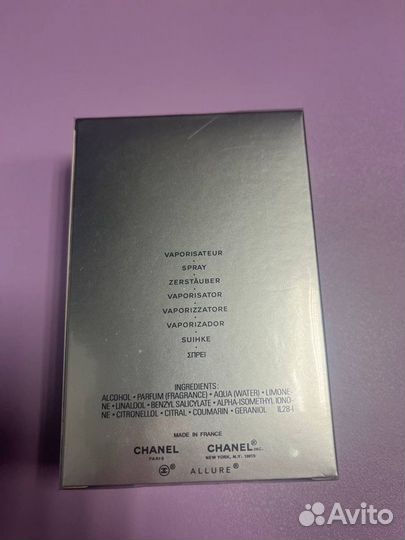 VAPORISATEUR
SPRAY
ZERSTÄUBER
VAPORISATOR
VAPORIZZATORE
VAPORIZADOR
SUIHKE
ΣΠΡΕΪ
INGREDIENTS:
ALCOHOL • PARFUM (FRAGRANCE) • AQUA (WATER) • LIMONE-
NE • LINALOOL • BENZYL SALICYLATE • ALPHA-ISOMETHYL IONO-
NE • CITRONELLOL • CITRAL • COUMARIN • GERANIOL IL28-I
MADE IN FRANCE
CHANEL CHANEL® INC.
PARIS NEW YORK, N.Y. 10019
® ALLURE®
Avito